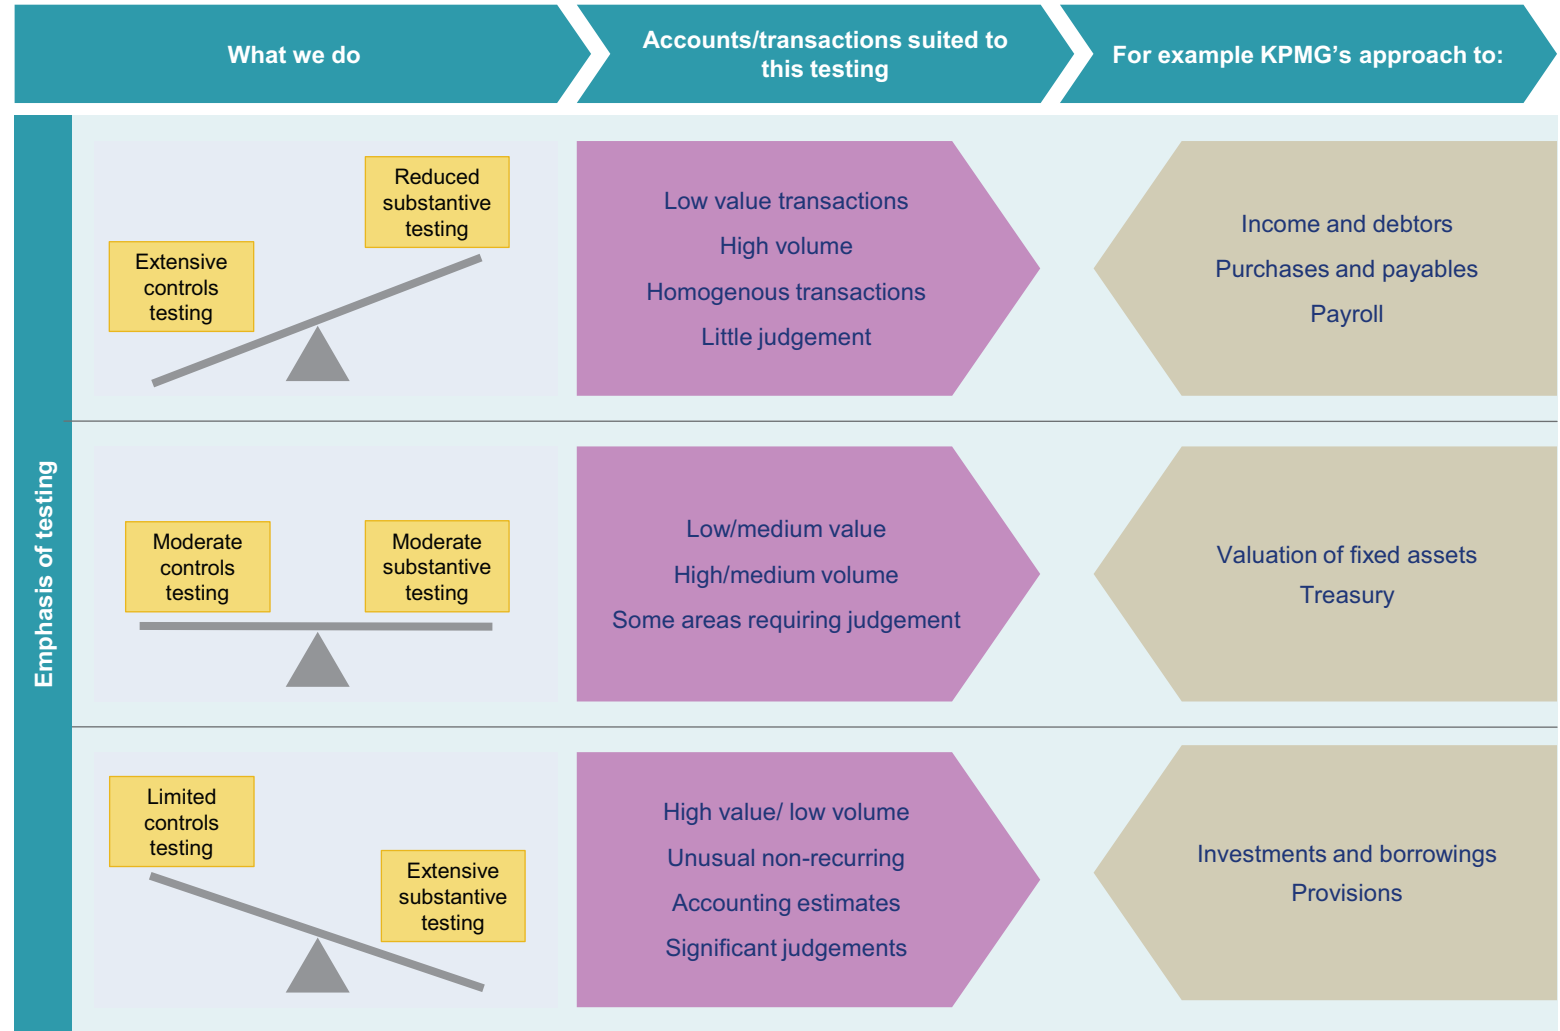 What we do
Accounts/transactions suited to
this testing
For example KPMG's approach to:
Emphasis of testing
Extensive
controls
testing
Reduced
substantive
testing
Low value transactions
High volume
Homogenous transactions
Little judgement
Income and debtors
Purchases and payables
Payroll
Moderate
controls
testing
Moderate
substantive
testing
Low/medium value
High/medium volume
Some areas requiring judgement
Valuation of fixed assets
Treasury
Limited
controls
testing
Extensive
substantive
testing
High value/ low volume
Unusual non-recurring
Accounting estimates
Significant judgements
Investments and borrowings
Provisions